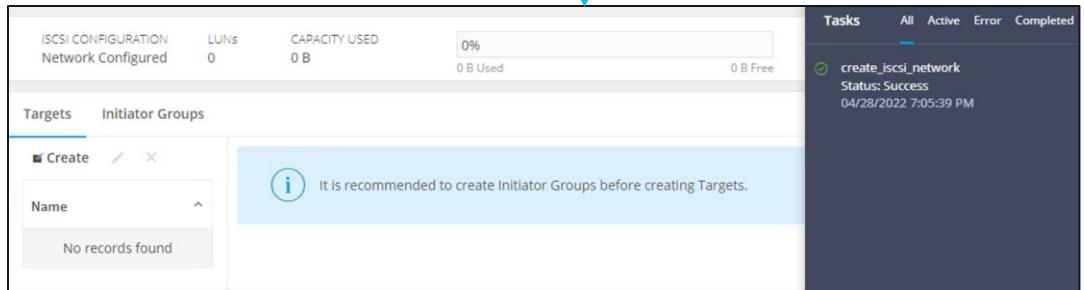 iSCSI CONFIGURATION
Network Configured
LUNs
0
CAPACITY USED
0 B
0%
0 B Used
0 B Free
Targets
Initiator Groups
Create
Name
No records found
It is recommended to create Initiator Groups before creating Targets.
Tasks
All
Active
Error
Completed
create_iscsi_network
Status: Success
04/28/2022 7:05:39 PM